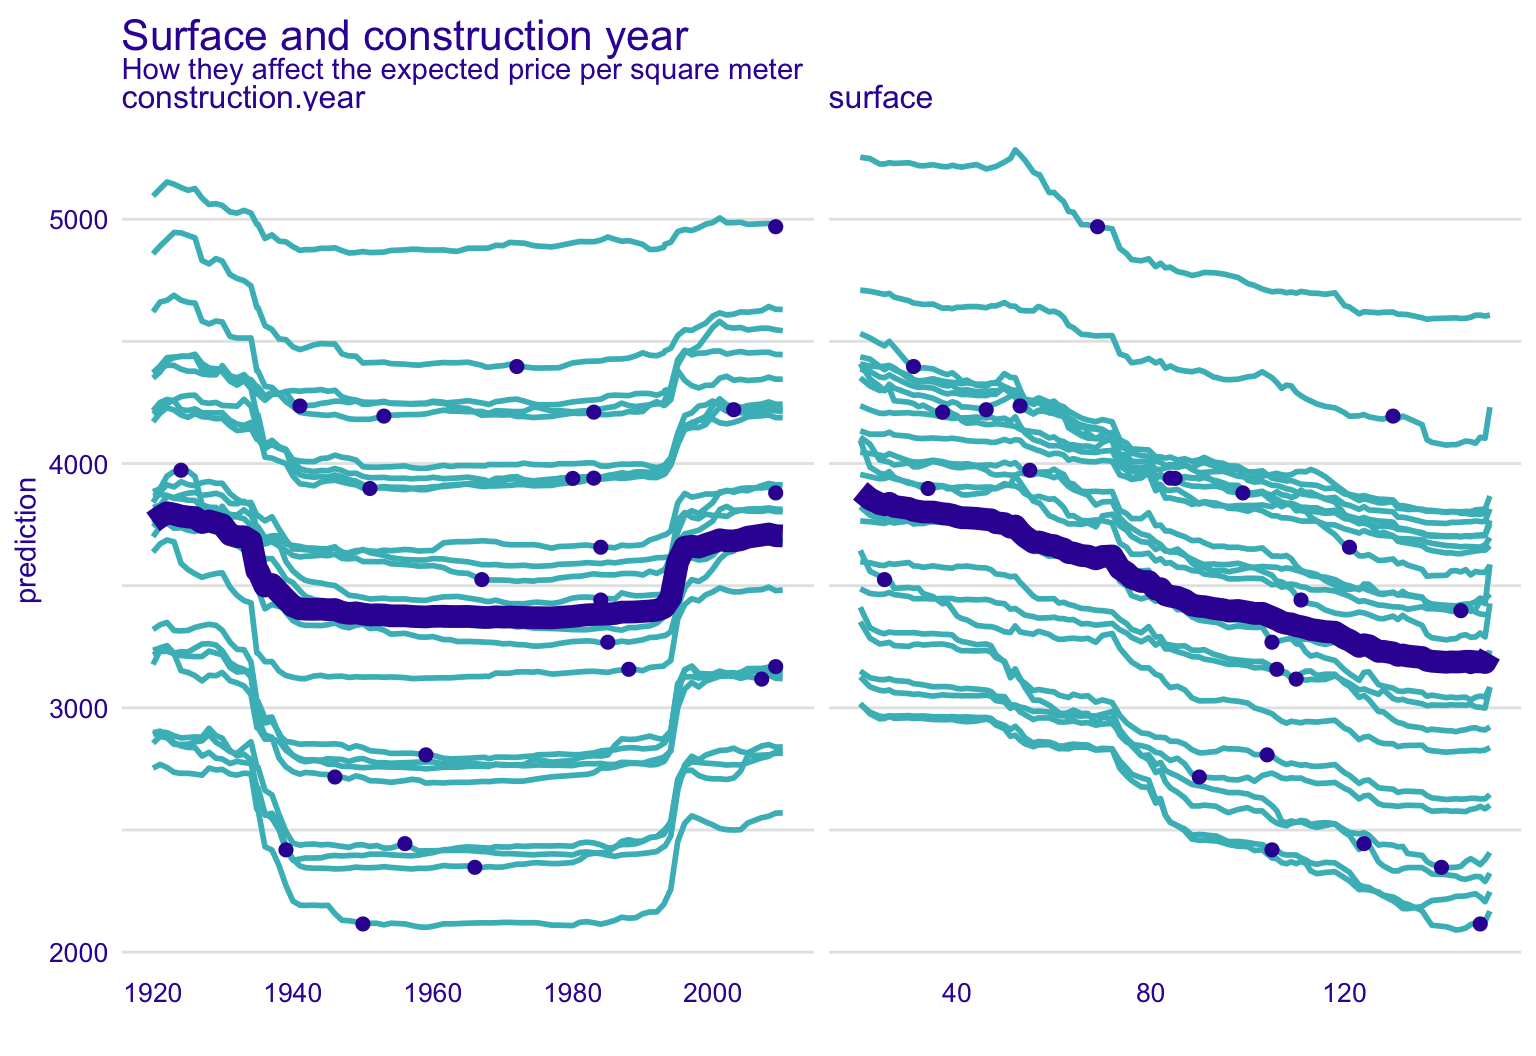 Surface and construction year
How they affect the expected price per square meter
construction.year
surface
prediction
5000
4000
3000
2000
1920 1940 1960 1980 2000
40 80 120